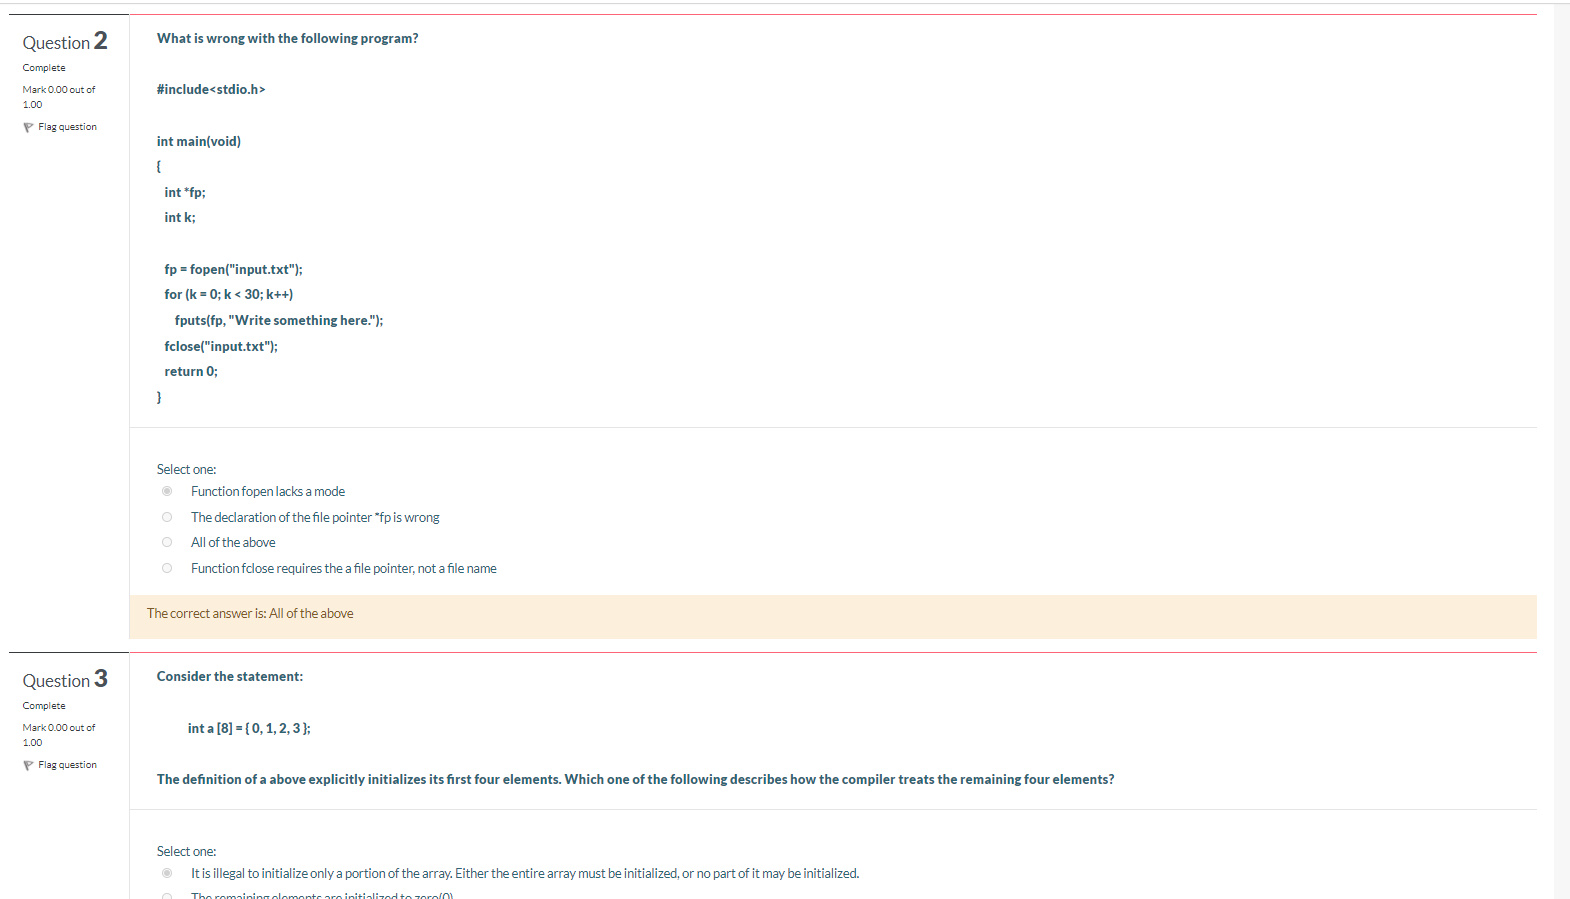 Question 2
Complete
Mark 0.00 out of
1.00
Flag question
What is wrong with the following program?
#include<stdio.h>
int main(void)
{
int *fp;
int k;
fp = fopen("input.txt");
for (k = 0; k < 30; k++)
fputs(fp, "Write something here.");
fclose("input.txt");
return 0;
}
Select one:
Function fopen lacks a mode
The declaration of the file pointer *fp is wrong
All of the above
Function fclose requires the a file pointer, not a file name
The correct answer is: All of the above
Question 3
Complete
Mark 0.00 out of
1.00
Flag question
Consider the statement:
int a [8] = { 0, 1, 2, 3 };
The definition of a above explicitly initializes its first four elements. Which one of the following describes how the compiler treats the remaining four elements?
Select one:
It is illegal to initialize only a portion of the array. Either the entire array must be initialized, or no part of it may be initialized.
The remaining elements are initialized to zero(0)